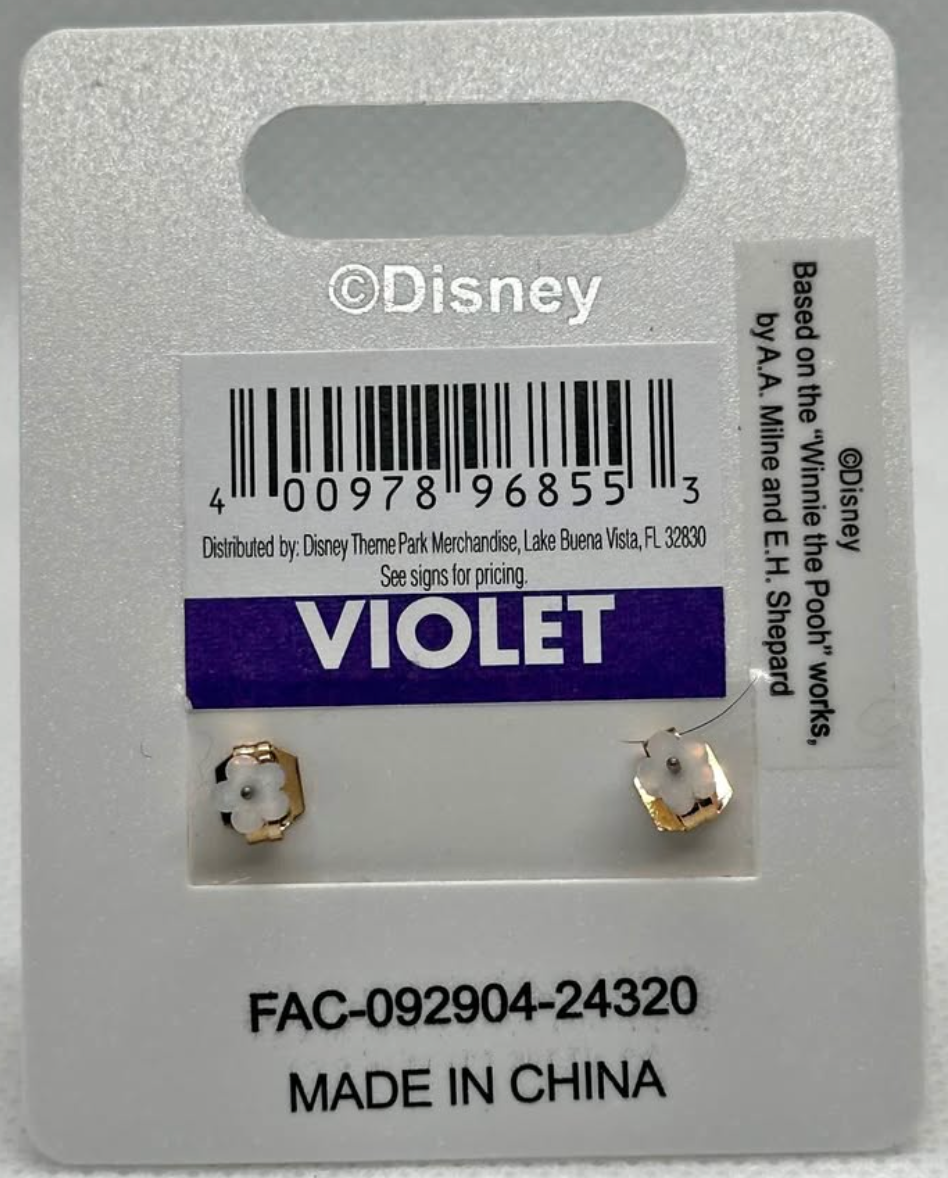 ©Disney
4 00978 96855 3
Distributed by: Disney Theme Park Merchandise, Lake Buena Vista, FL 32830
See signs for pricing.
VIOLET
©Disney
Based on the “Winnie the Pooh” works,
by A.A. Milne and E.H. Shepard
FAC-092904-24320
MADE IN CHINA